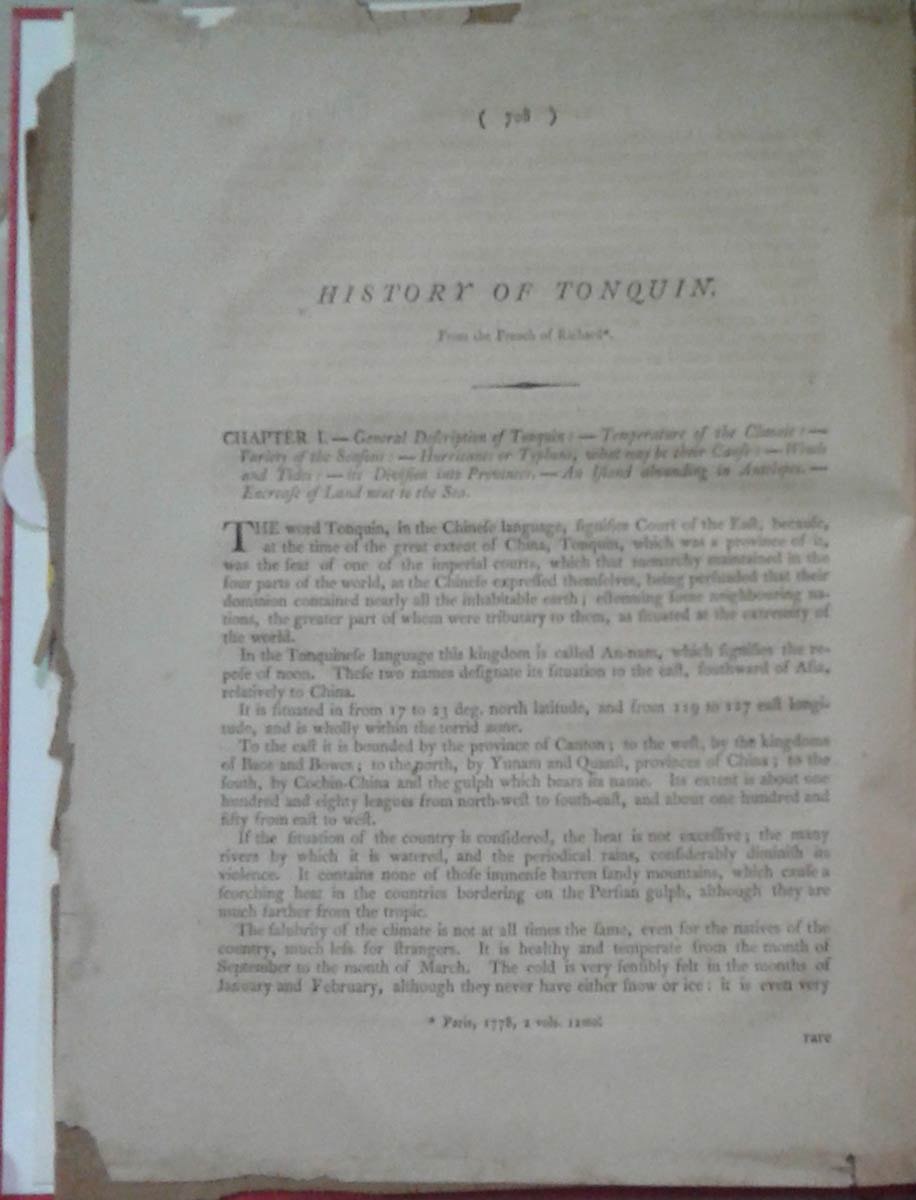 ( 708 )
HISTORY OF TONQUIN.
From the French of Richard*.
CHAPTER I.—General Deſcription of Tonquin:—Temperature of the Climate:—
Variety of the Seaſons:—Hurricanes or Typhons, what may be their Cauſe:—Winds
and Tides:—its Diviſion into Provinces.—An Iſland abounding in Antelopes.—
Encreaſe of Land next to the Sea.
THE word Tonquin, in the Chineſe language, ſignifies Court of the Eaſt, becauſe,
at the time of the great extent of China, Tonquin, which was a province of it,
was the ſeat of one of the imperial courts, which that monarchy maintained in the
four parts of the world, as the Chineſe expreſſed themſelves, being perſuaded that their
dominion contained nearly all the inhabitable earth; eſteeming ſome neighbouring na-
tions, the greater part of whom were tributary to them, as ſituated at the extremity of
the world.
In the Tonquineſe language this kingdom is called An-nam, which ſignifies the re-
poſe of noon. Theſe two names deſignate its ſituation to the eaſt, ſouthward of Aſia,
relatively to China.
It is ſituated in from 17 to 23 deg. north latitude, and from 119 to 127 eaſt longi-
tude, and is wholly within the torrid zone.
To the eaſt it is bounded by the province of Canton; to the weſt, by the kingdoms
of Baos and Bowes; to the north, by Yunam and Quanſi, provinces of China; to the
ſouth, by Cochin-China and the gulph which bears its name. Its extent is about one
hundred and eighty leagues from north-weſt to ſouth-eaſt, and about one hundred and
fifty from eaſt to weſt.
If the ſituation of the country is conſidered, the heat is not exceſſive; the many
rivers by which it is watered, and the periodical rains, conſiderably diminiſh its
violence. It contains none of thoſe immenſe barren ſandy mountains, which cauſe a
ſcorching heat in the countries bordering on the Perſian gulph, although they are
much farther from the tropic.
The ſalubrity of the climate is not at all times the ſame, even for the natives of the
country, much leſs for ſtrangers. It is healthy and temperate from the month of
September to the month of March. The cold is very ſenſibly felt in the months of
January and February, although they never have either ſnow or ice: it is even very
* Paris, 1778, 2 vols. 12mo.
rare